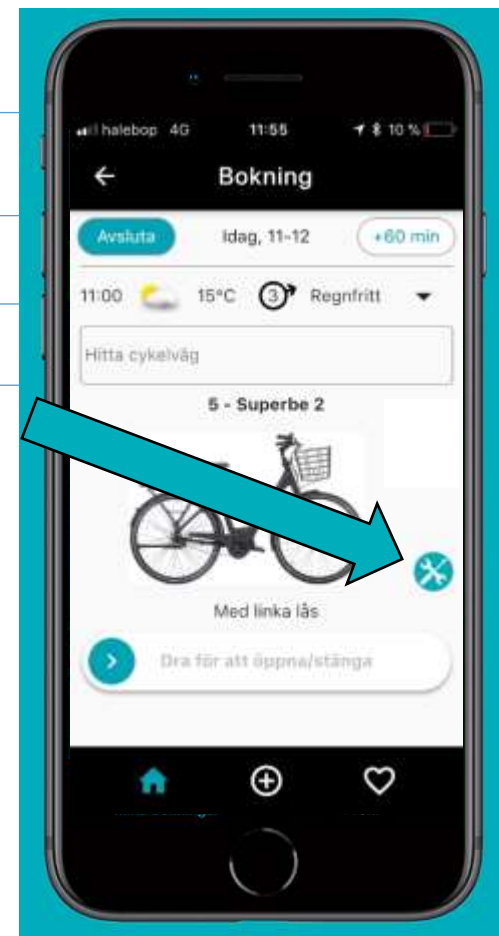 halebop 4G 11:55 10 %
Bokning
Avsluta Idag, 11-12 +60 min
11:00 15°C 3 Regnfritt
Hitta cykelväg
5 - Superbe 2
Med linka lås
Dra för att öppna/stänga